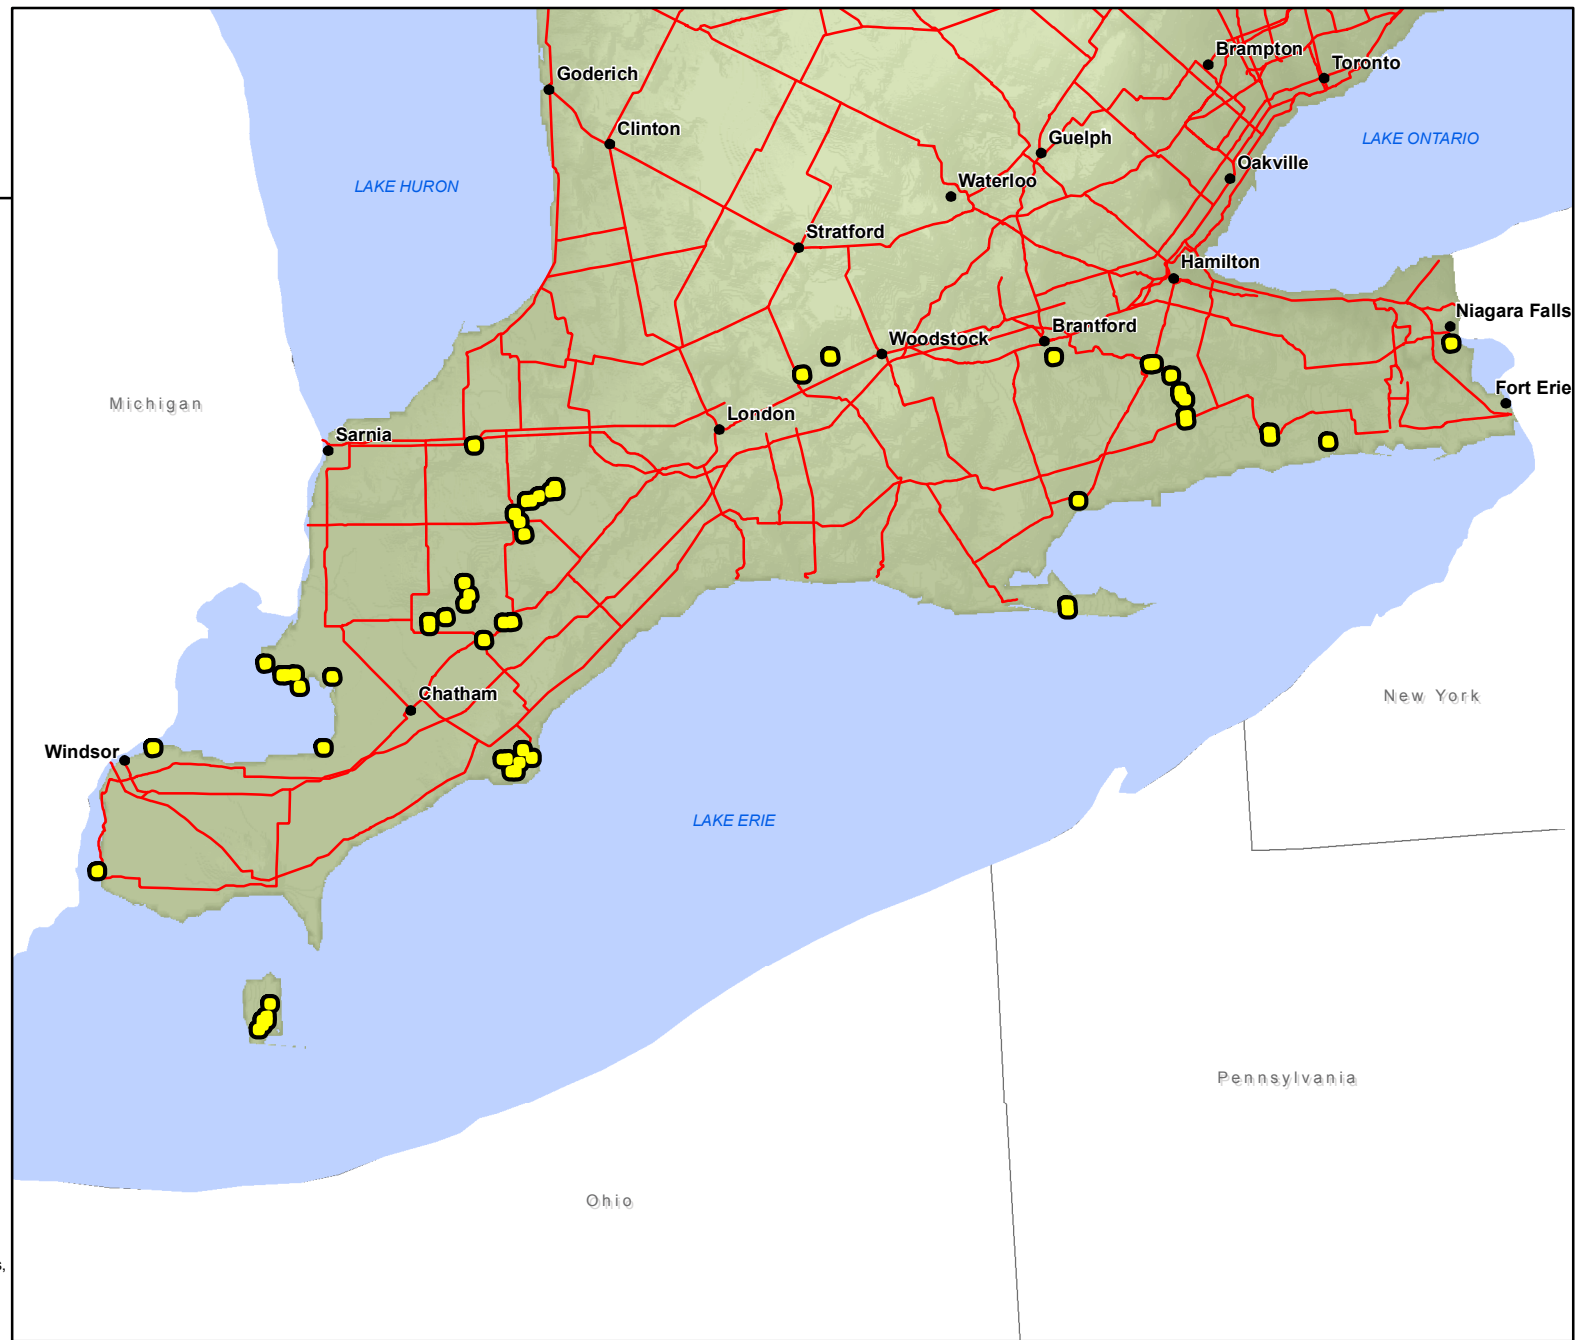 Brampton
Toronto
Goderich
Clinton
Guelph
LAKE ONTARIO
Oakville
Waterloo
LAKE HURON
Stratford
Hamilton
Niagara Falls
Brantford
Woodstock
Fort Erie
Michigan
London
Sarnia
New York
Chatham
Windsor
LAKE ERIE
Pennsylvania
Ohio